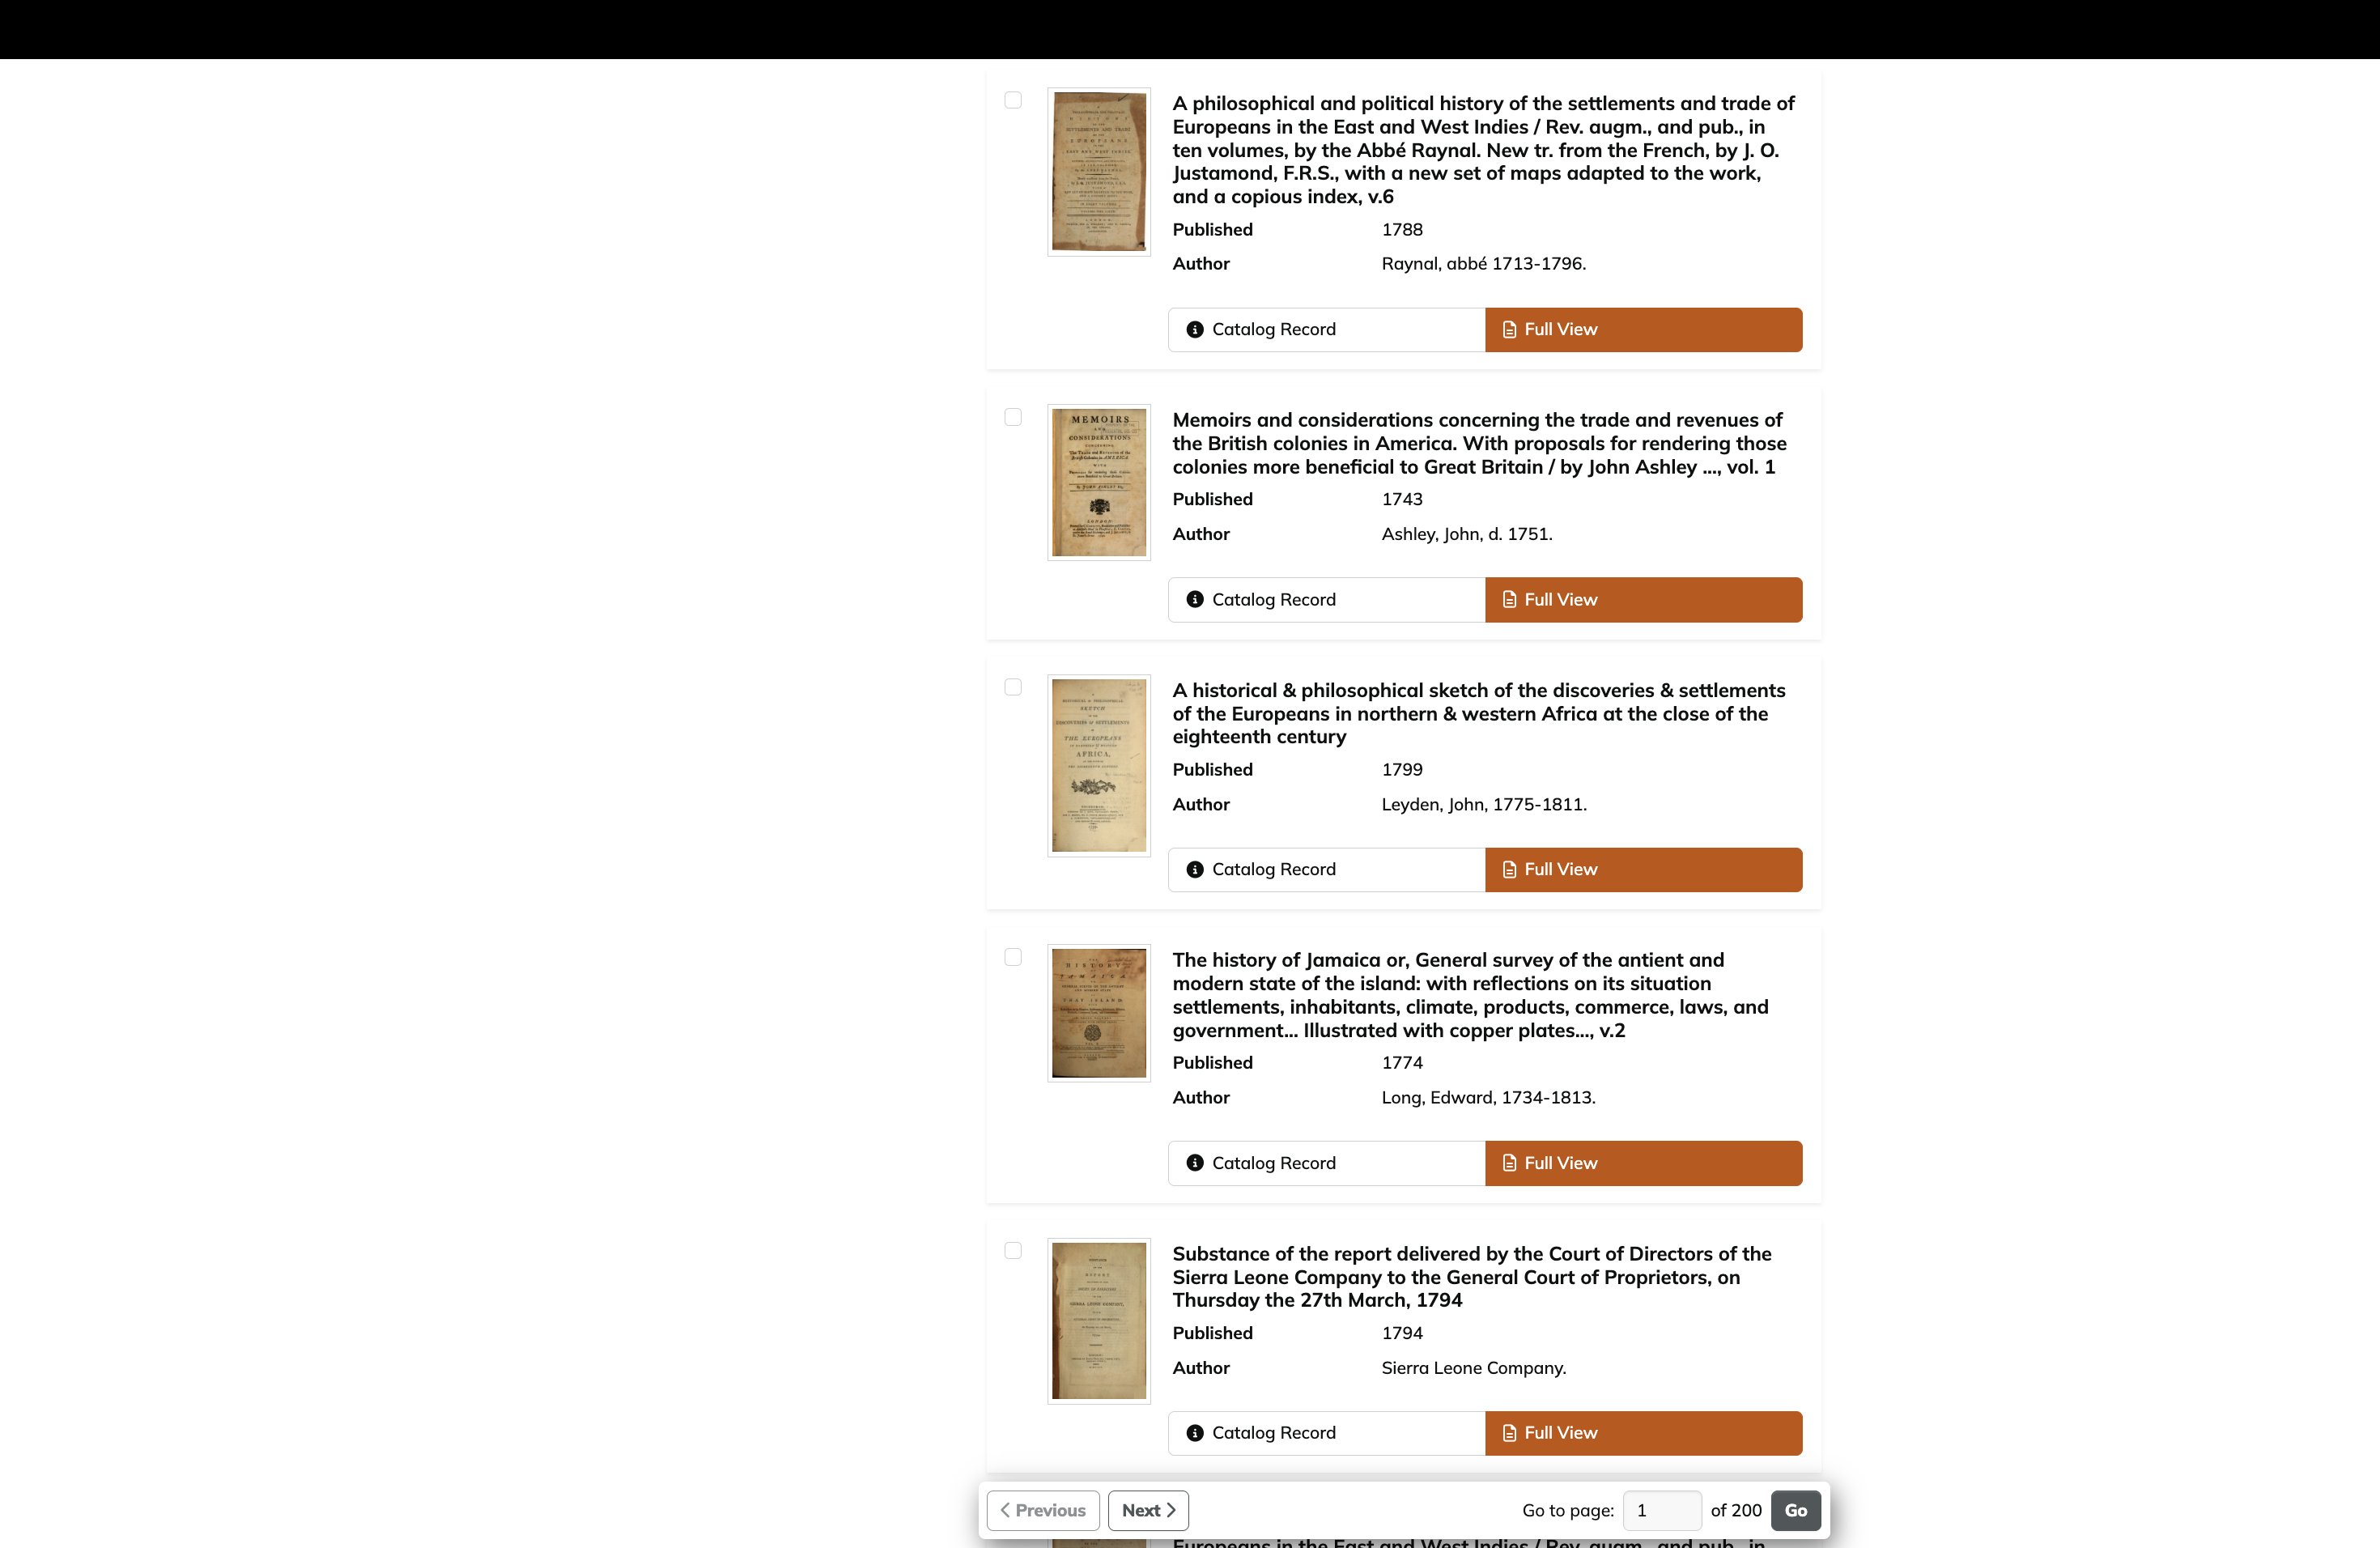 A philosophical and political history of the settlements and trade of
Europeans in the East and West Indies / Rev. augm., and pub., in
ten volumes, by the Abbé Raynal. New tr. from the French, by J. O.
Justamond, F.R.S., with a new set of maps adapted to the work,
and a copious index, v.6
Published 1788
Author Raynal, abbé 1713-1796.
Catalog Record Full View
MEMOIRS
AND
CONSIDERATIONS
Memoirs and considerations concerning the trade and revenues of
the British colonies in America. With proposals for rendering those
colonies more beneficial to Great Britain / by John Ashley ..., vol. 1
Published 1743
Author Ashley, John, d. 1751.
Catalog Record Full View
SKETCH
THE EUROPEANS
AFRICA,
A historical & philosophical sketch of the discoveries & settlements
of the Europeans in northern & western Africa at the close of the
eighteenth century
Published 1799
Author Leyden, John, 1775-1811.
Catalog Record Full View
The history of Jamaica or, General survey of the antient and
modern state of the island: with reflections on its situation
settlements, inhabitants, climate, products, commerce, laws, and
government... Illustrated with copper plates..., v.2
Published 1774
Author Long, Edward, 1734-1813.
Catalog Record Full View
Substance of the report delivered by the Court of Directors of the
Sierra Leone Company to the General Court of Proprietors, on
Thursday the 27th March, 1794
Published 1794
Author Sierra Leone Company.
Catalog Record Full View
Previous Next Go to page: 1 of 200 Go
Europeans in the East and West Indies / Rev. augm., and pub., in